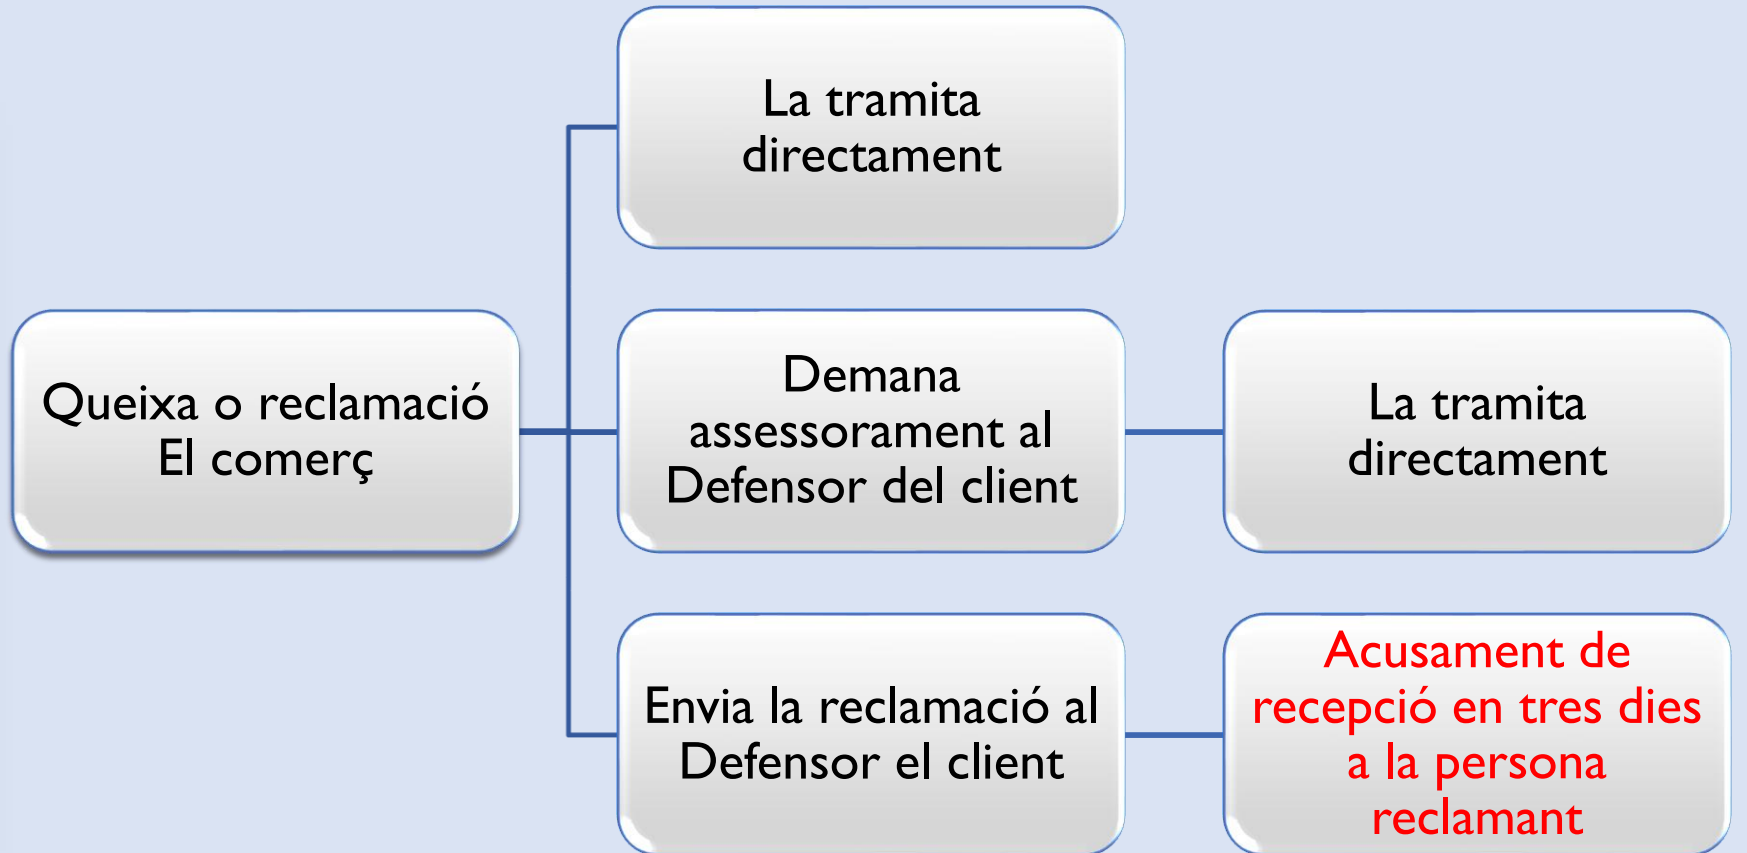 La tramita
directament
Queixa o reclamació
El comerç
Demana
assessorament al
Defensor del client
La tramita
directament
Envia la reclamació al
Defensor el client
Acusament de
recepció en tres dies
a la persona
reclamant